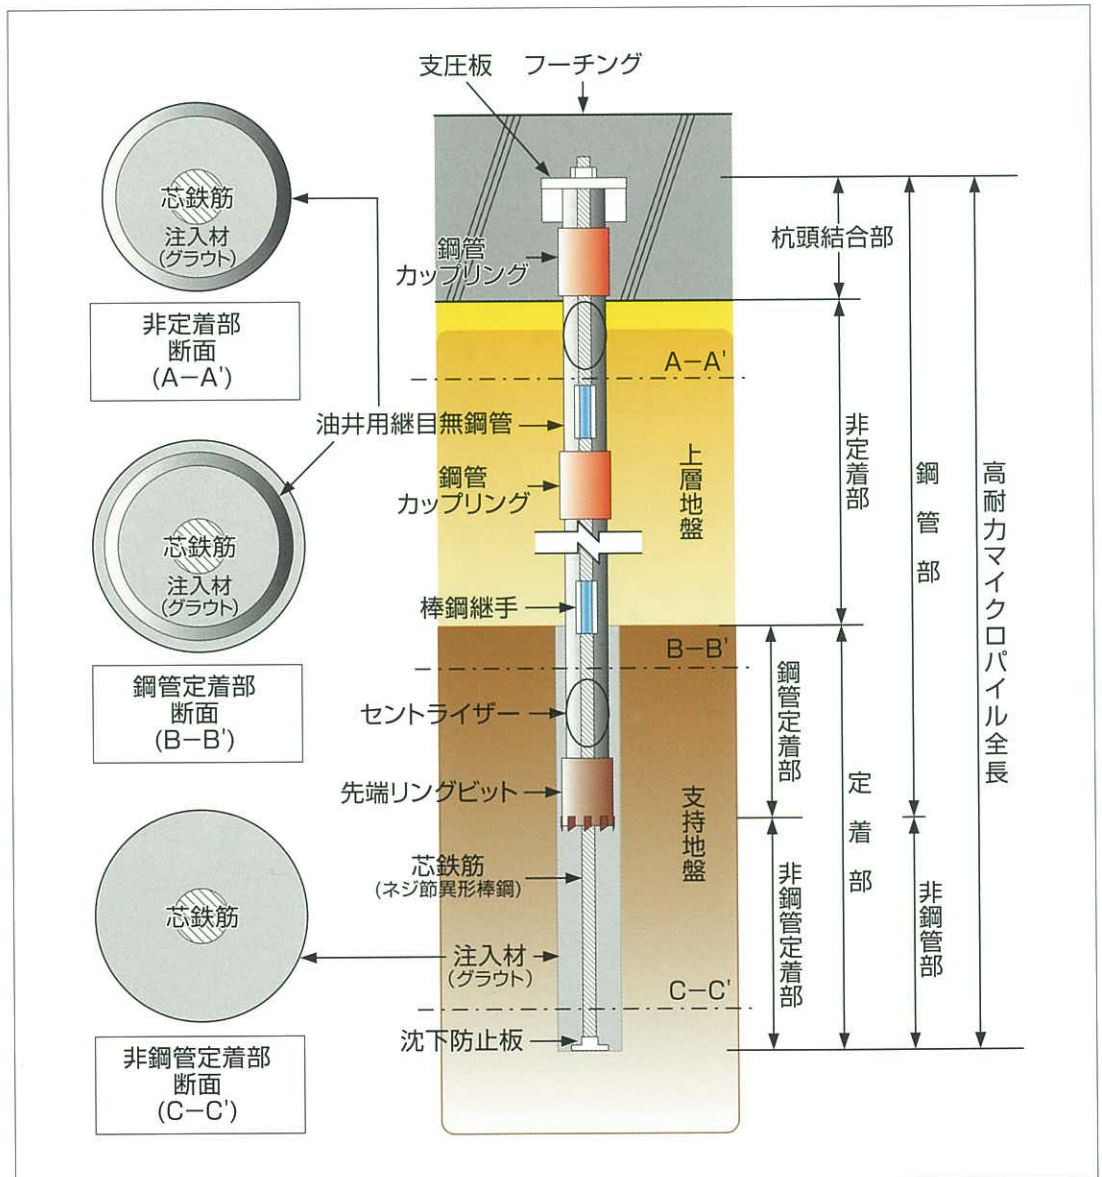 支圧板 フーチング
芯鉄筋
注入材
(グラウト)
非定着部
断面
(A−A')
鋼管
カップリング
杭頭結合部
A−A'
油井用継目無鋼管
鋼管
カップリング
上層地盤
非定着部
鋼管部
高耐力マイクロパイル全長
芯鉄筋
注入材
(グラウト)
鋼管定着部
断面
(B−B')
棒鋼継手
B−B'
セントライザー
先端リングビット
鋼管定着部
定着部
支持地盤
芯鉄筋
(ネジ節異形棒鋼)
非鋼管定着部
非鋼管部
芯鉄筋
注入材
(グラウト)
C−C'
沈下防止板
非鋼管定着部
断面
(C−C')